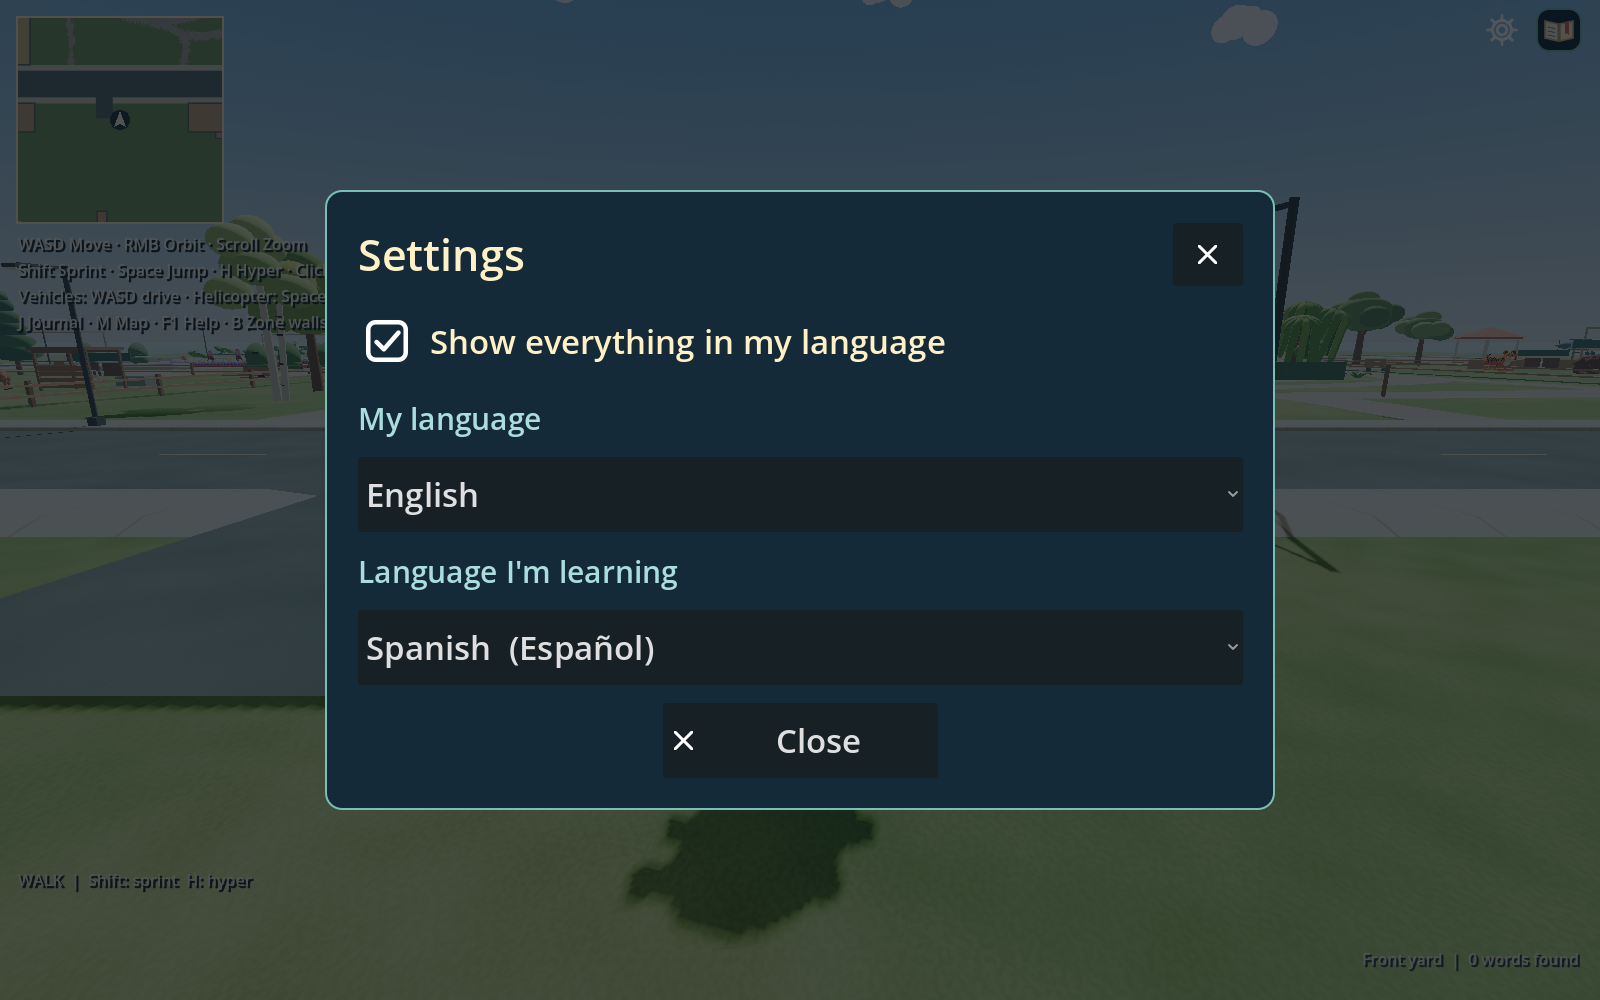 WASD Move · RMB Orbit · Scroll Zoom
Shift Sprint · Space Jump · H Hyper ·
Vehicles: WASD drive · Helicopter: Space
J Journal · M Map · F1 Help · B Zone walls
Settings
Show everything in my language
My language
English
Language I'm learning
Spanish (Español)
Close
WALK | Shift: sprint H: hyper
Front yard | 0 words found